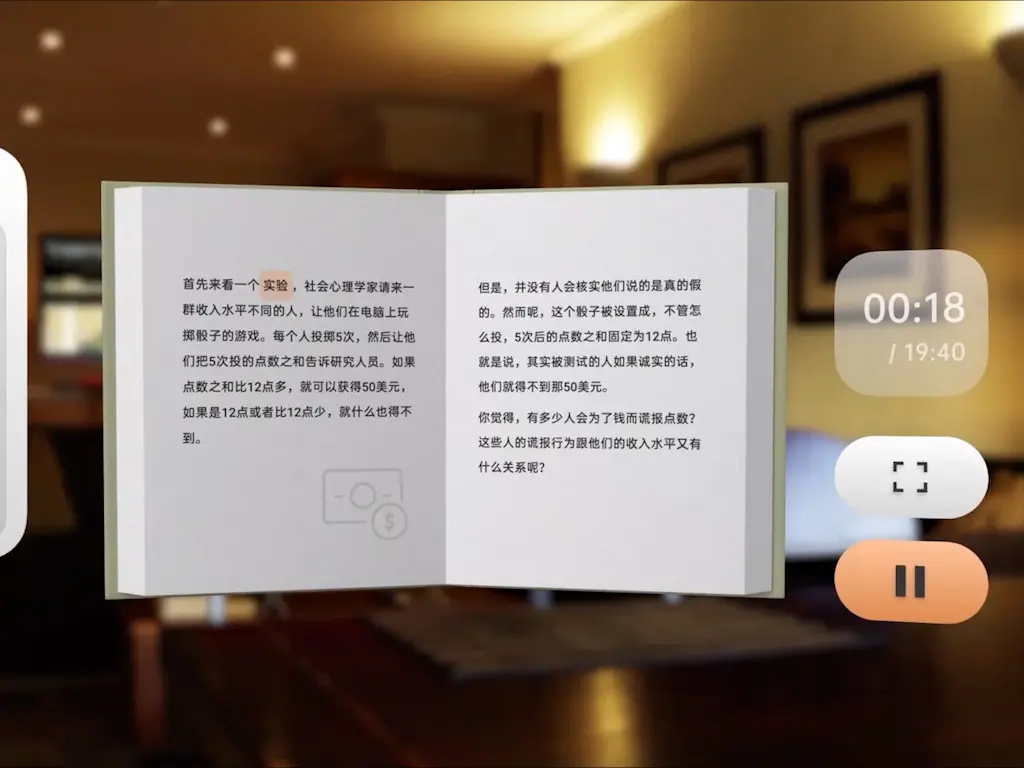 首先来看一个 实验 ，社会心理学家请来一
群收入水平不同的人，让他们在电脑上玩
掷骰子的游戏。每个人投掷5次，然后让他
们把5次投的点数之和告诉研究人员。如果
点数之和比12点多，就可以获得50美元，
如果是12点或者比12点少，就什么也得不
到。
$
但是，并没有人会核实他们说的是真的假
的。然而呢，这个骰子被设置成，不管怎
么投，5次后的点数之和固定为12点。也
就是说，其实被测试的人如果诚实的话，
他们就得不到那50美元。
你觉得，有多少人会为了钱而谎报点数？
这些人的谎报行为跟他们的收入水平又有
什么关系呢？
00:18
/ 19:40